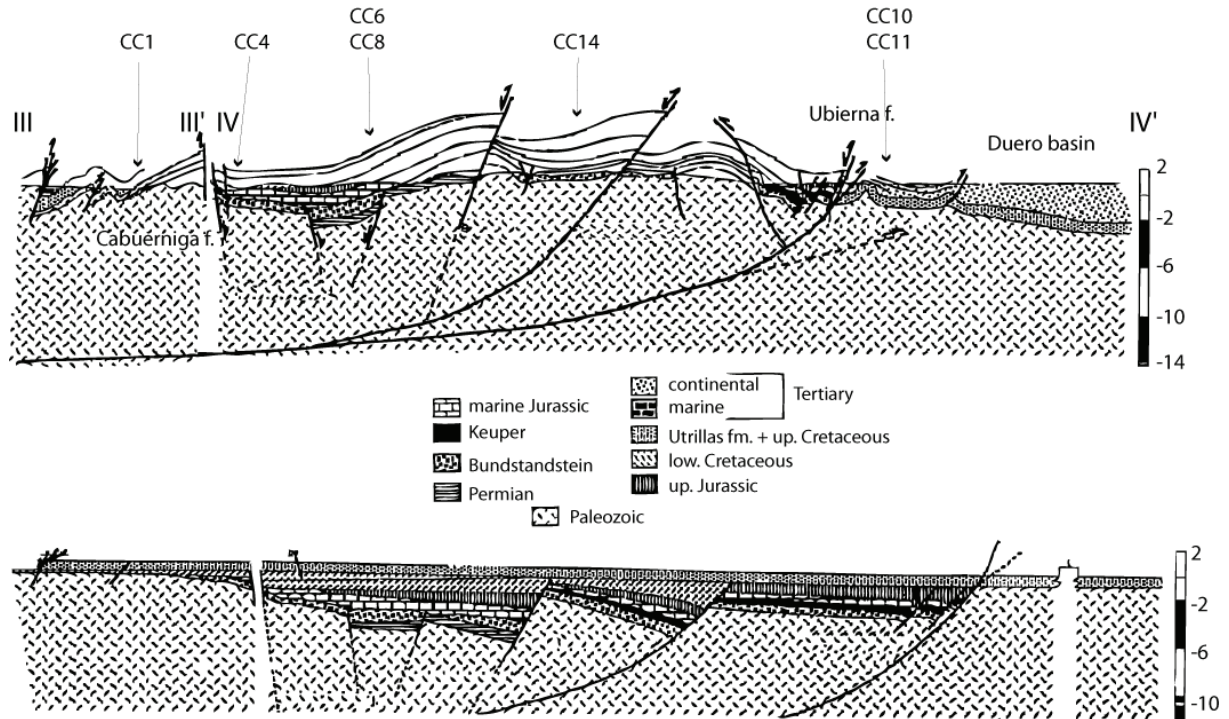 CC6 CC10
CC1 CC4 CC8 CC14 CC11
III III' IV Ubierna f. IV'
Duero basin
2
-2
Cabuerniga f.
-6
-10
-14
continental
marine Jurassic marine Tertiary
Keuper Utrillas fm. + up. Cretaceous
Bundstandstein low. Cretaceous
Permian up. Jurassic
Paleozoic
2
-2
-6
-10